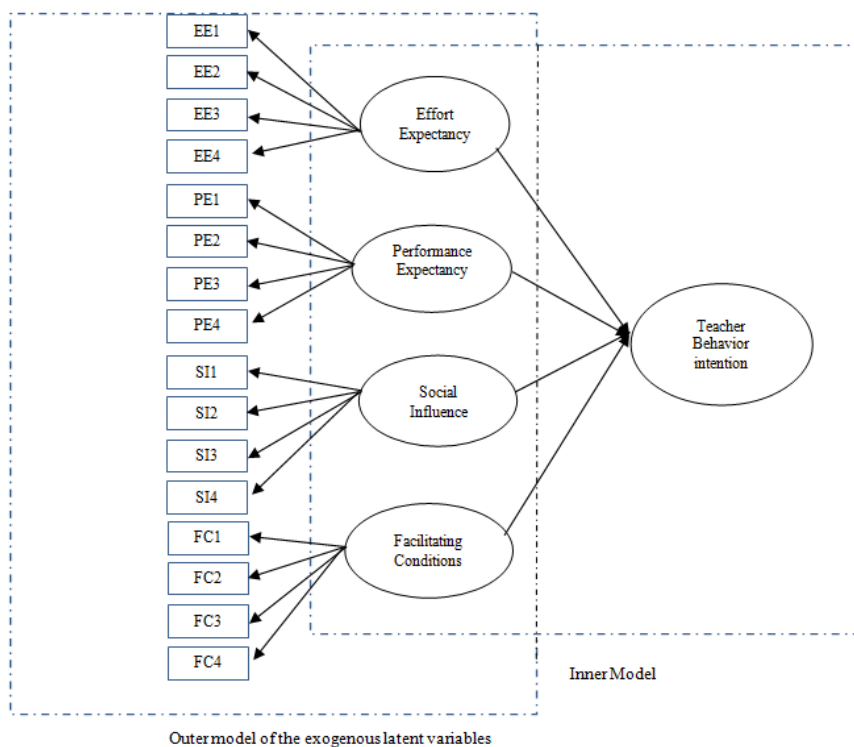 EE1
EE2
EE3
EE4
PE1
PE2
PE3
PE4
SI1
SI2
SI3
SI4
FC1
FC2
FC3
FC4
Effort
Expectancy
Performance
Expectancy
Social
Influence
Facilitating
Conditions
Teacher
Behavior
intention
Inner Model
Outer model of the exogenous latent variables